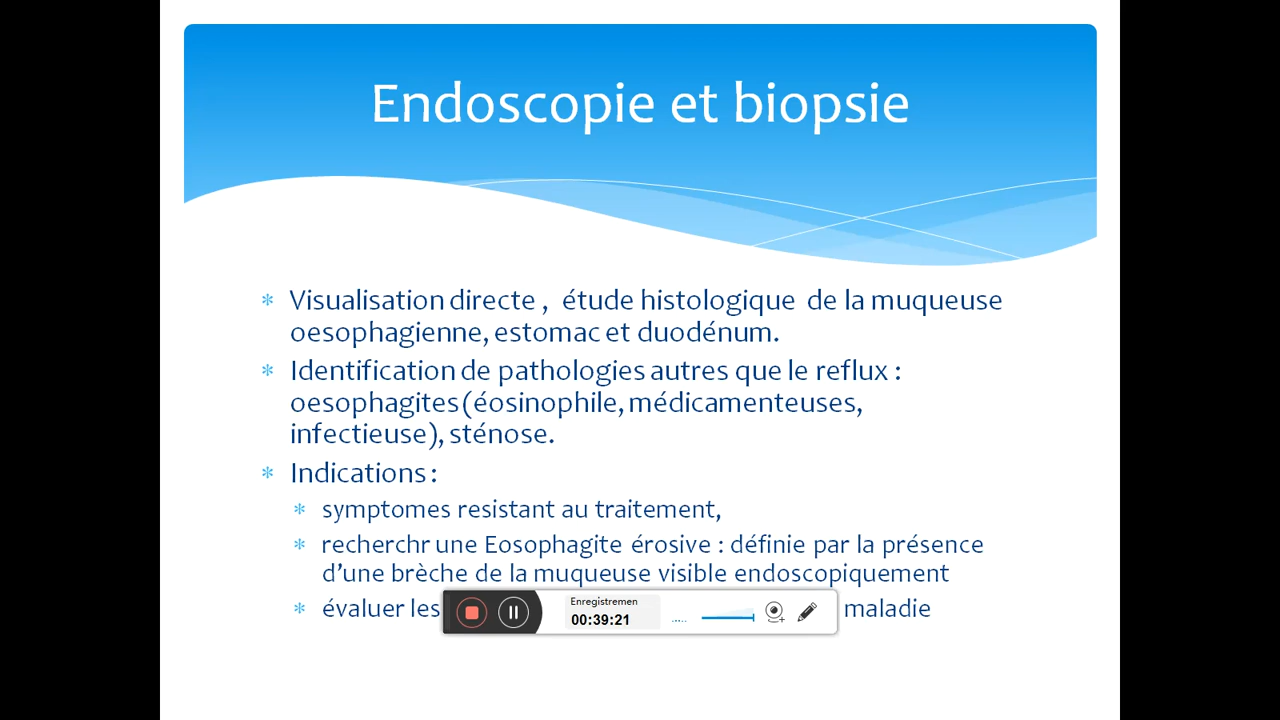 Endoscopie et biopsie
* Visualisation directe , étude histologique de la muqueuse
oesophagienne, estomac et duodénum.
* Identification de pathologies autres que le reflux :
oesophagites (éosinophile, médicamenteuses,
infectieuse), sténose.
* Indications :
* symptomes resistant au traitement,
* recherchr une Eosophagite érosive : définie par la présence
d’une brèche de la muqueuse visible endoscopiquement
* évaluer les maladie
Enregistremen
00:39:21